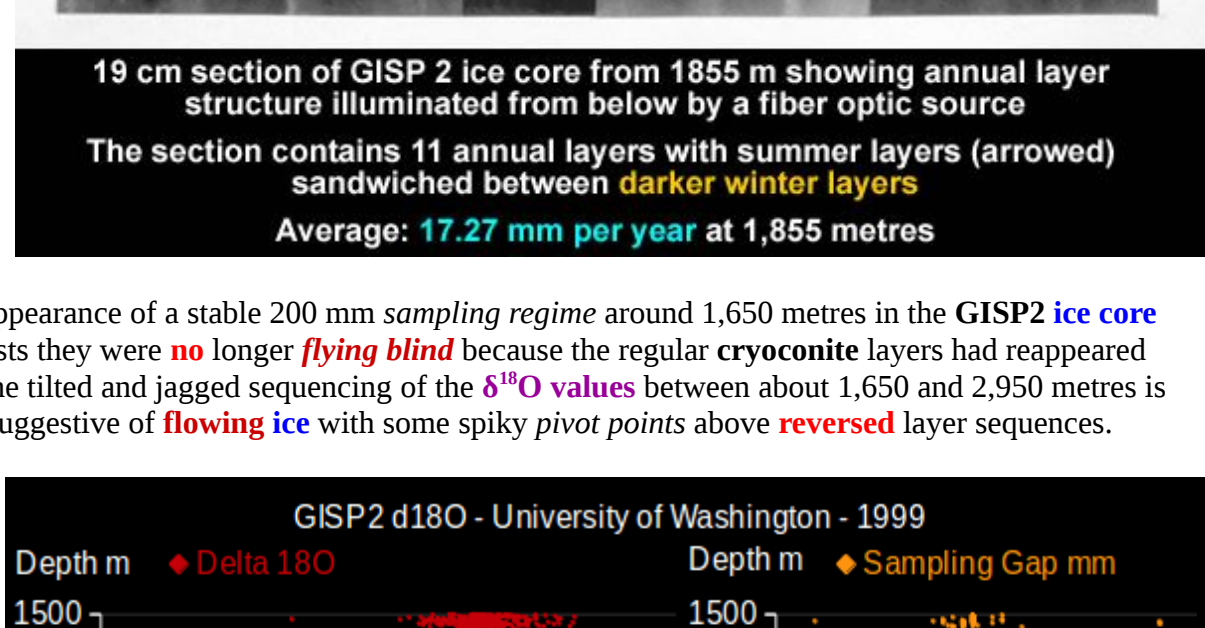 19 cm section of GISP 2 ice core from 1855 m showing annual layer
structure illuminated from below by a fiber optic source
The section contains 11 annual layers with summer layers (arrowed)
sandwiched between darker winter layers
Average: 17.27 mm per year at 1,855 metres
of a stable 200 mm sampling regime around 1,650 metres in the GISP2 ice core
they were no longer flying blind because the regular cryoconite layers had reappeared
tilted and jagged sequencing of the δ¹⁸O values between about 1,650 and 2,950 metres is
of flowing ice with some spiky pivot points above reversed layer sequences.
GISP2 d18O - University of Washington - 1999
Depth m ◆ Delta 18O Depth m ◆ Sampling Gap mm
1500 1500